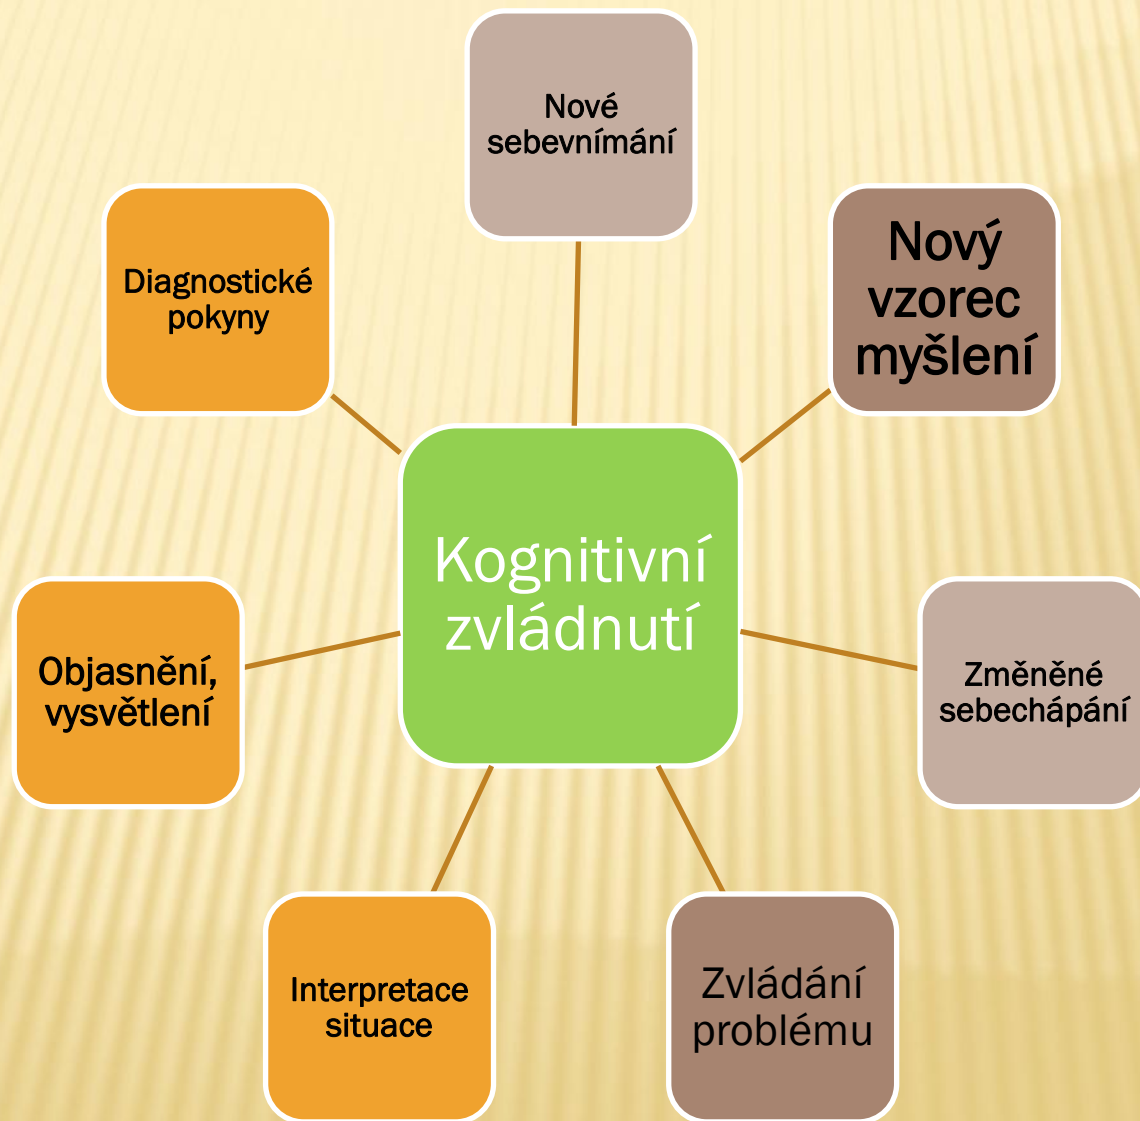 Nové
sebevnímání
Nový
vzorec
myšlení
Diagnostické
pokyny
Kognitivní
zvládnutí
Objasnění,
vysvětlení
Změněné
sebechápání
Interpretace
situace
Zvládání
problému